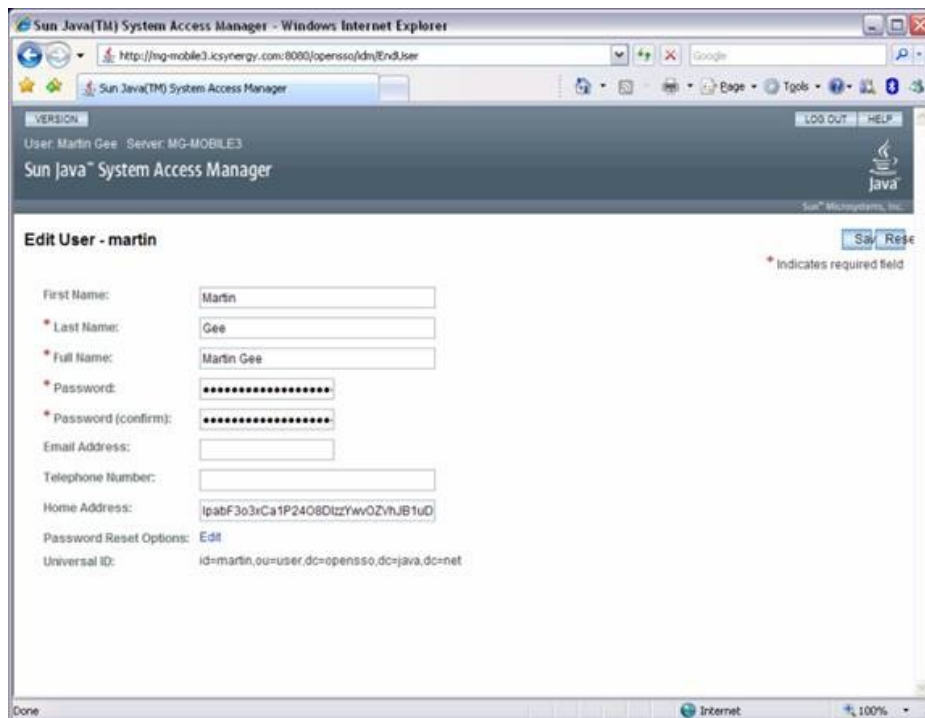 Sun Java(TM) System Access Manager - Windows Internet Explorer
http://mg-mobile3.icsynergy.com:8080/opensso/idm/EndUser
Google
Sun Java(TM) System Access Manager
Page Tools
VERSION LOG OUT HELP
User: Martin Gee Server: MG-MOBILE3
Sun Java™ System Access Manager
Java
Sun™ Microsystems, Inc.
Edit User - martin
Sav Rese
* Indicates required field
First Name: Martin
* Last Name: Gee
* Full Name: Martin Gee
* Password: ••••••••••••••••••
* Password (confirm): ••••••••••••••••••
Email Address:
Telephone Number:
Home Address:
Password Reset Options: Edit
Universal ID: id=martin,ou=user,dc=opensso,dc=java,dc=net
Done Internet 100%